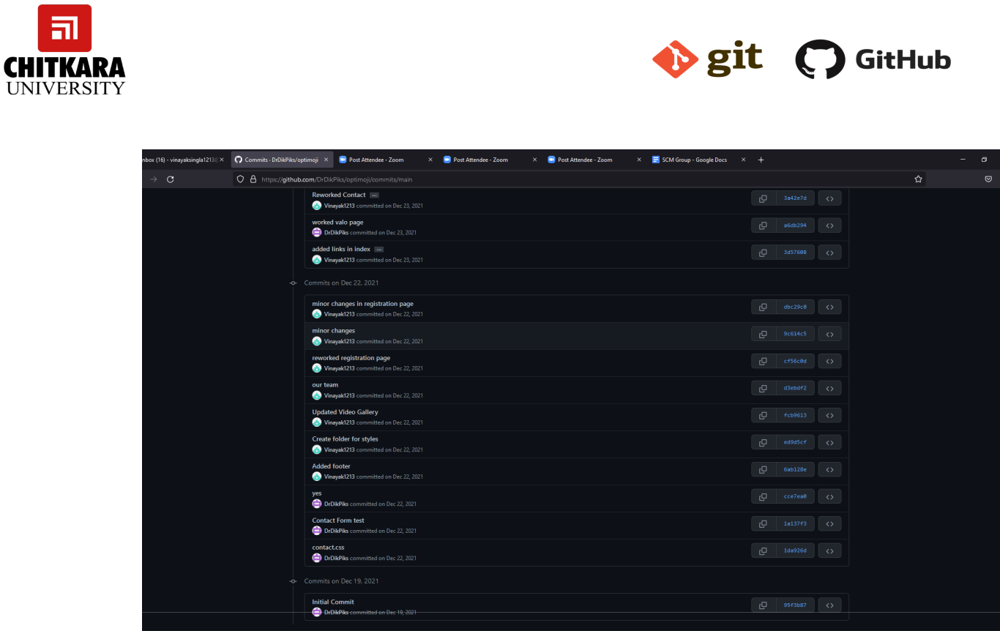 CHITKARA
UNIVERSITY
git
GitHub
nbox (16) - vinayaksingla1213@
Commits · DrDikPiks/optimoji
Post Attendee - Zoom
Post Attendee - Zoom
Post Attendee - Zoom
SCM Group - Google Docs
https://github.com/DrDikPiks/optimoji/commits/main
Reworked Contact
3a42e7d
Vinayak1213 committed on Dec 23, 2021
worked valo page
a6db294
DrDikPiks committed on Dec 23, 2021
added links in index
3d57608
Vinayak1213 committed on Dec 23, 2021
Commits on Dec 22, 2021
minor changes in registration page
dbc29c0
Vinayak1213 committed on Dec 22, 2021
minor changes
9c614c5
Vinayak1213 committed on Dec 22, 2021
reworked registration page
cf56c0d
Vinayak1213 committed on Dec 22, 2021
our team
d3ebdf2
Vinayak1213 committed on Dec 22, 2021
Updated Video Gallery
fcb9613
Vinayak1213 committed on Dec 22, 2021
Create folder for styles
ed9d5cf
Vinayak1213 committed on Dec 22, 2021
Added footer
6ab128e
Vinayak1213 committed on Dec 22, 2021
yes
cce7ea0
DrDikPiks committed on Dec 22, 2021
Contact Form test
1a137f3
DrDikPiks committed on Dec 22, 2021
contact.css
1da926d
DrDikPiks committed on Dec 22, 2021
Commits on Dec 19, 2021
Initial Commit
95f3b87
DrDikPiks committed on Dec 19, 2021